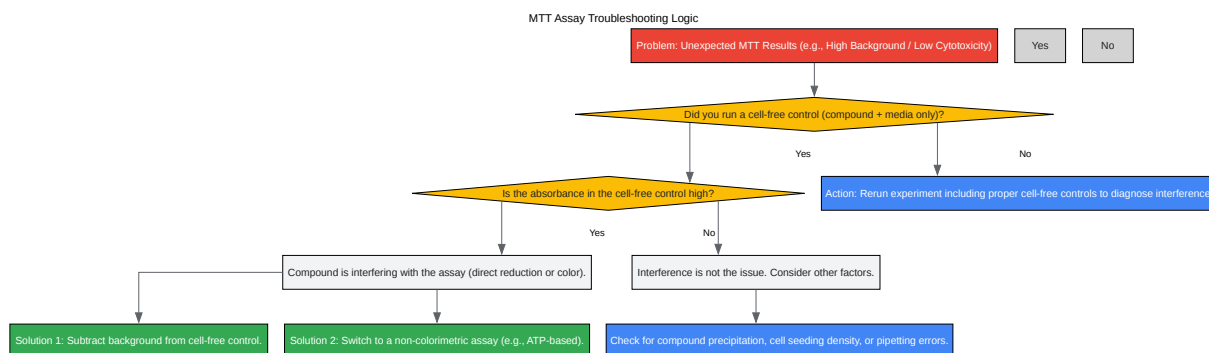 MTT Assay Troubleshooting Logic
Problem: Unexpected MTT Results (e.g., High Background / Low Cytotoxicity)
Yes
No
Did you run a cell-free control (compound + media only)?
Yes
No
Is the absorbance in the cell-free control high?
Action: Rerun experiment including proper cell-free controls to diagnose interference
Yes
No
Compound is interfering with the assay (direct reduction or color).
Interference is not the issue. Consider other factors.
Solution 1: Subtract background from cell-free control.
Solution 2: Switch to a non-colorimetric assay (e.g., ATP-based).
Check for compound precipitation, cell seeding density, or pipetting errors.